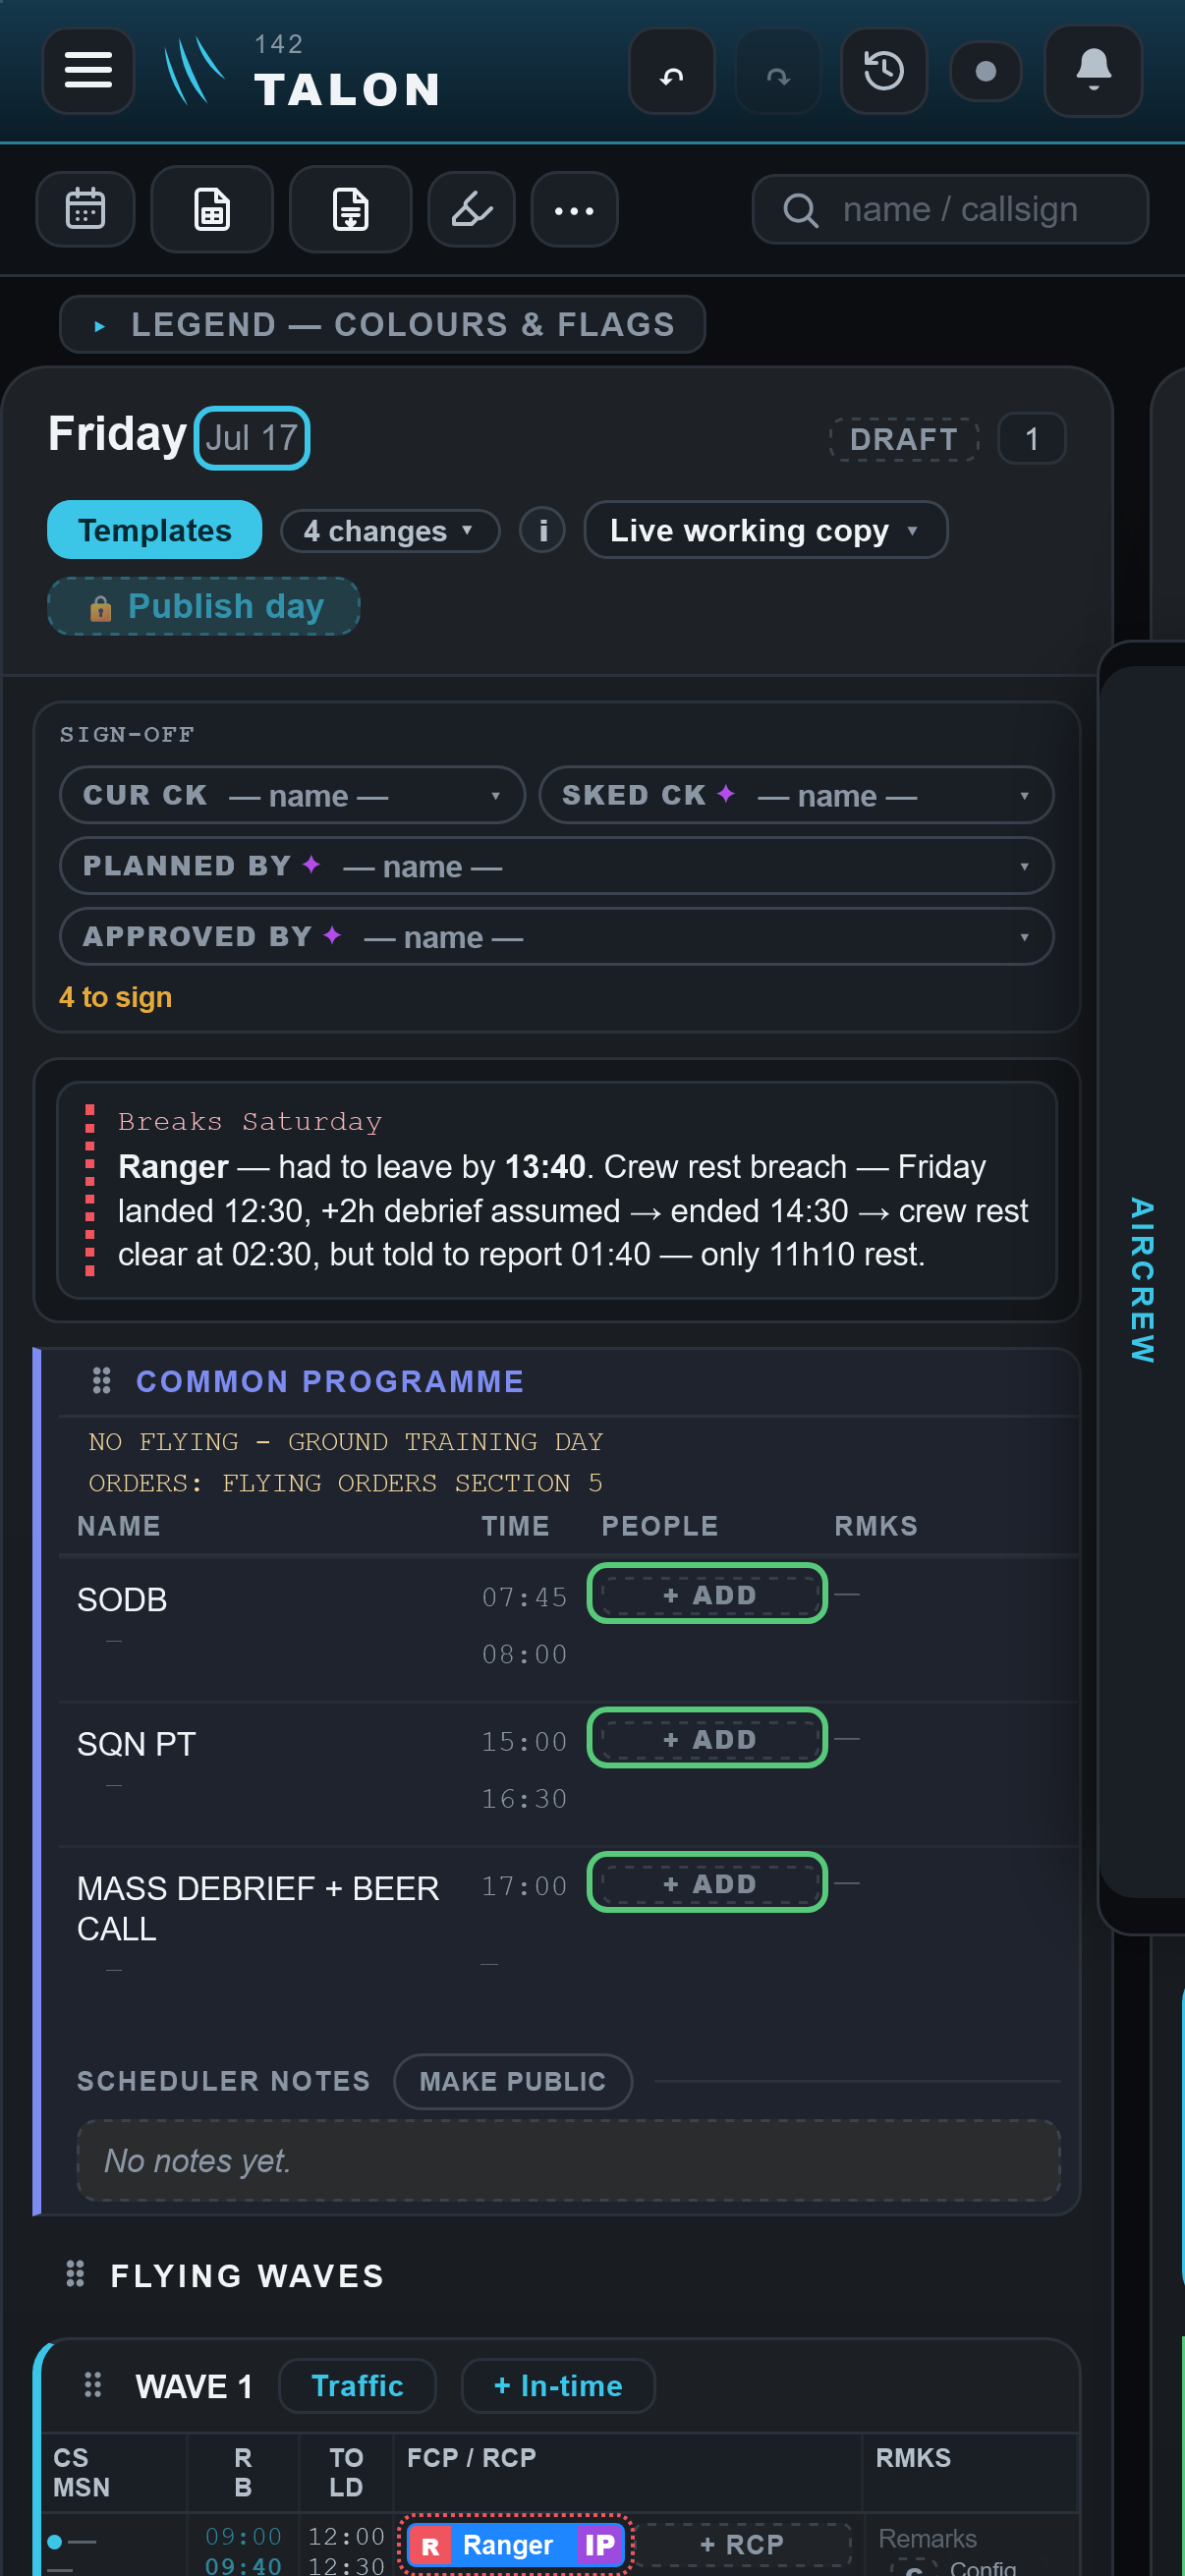 142
TALON
name / callsign
▸ LEGEND — COLOURS & FLAGS
Friday Jul 17 DRAFT 1
Templates 4 changes ▾ i Live working copy ▾
Publish day
SIGN-OFF
CUR CK — name — ▾ SKED CK ✦ — name — ▾
PLANNED BY ✦ — name — ▾
APPROVED BY ✦ — name — ▾
4 to sign
Breaks Saturday
Ranger — had to leave by 13:40. Crew rest breach — Friday
landed 12:30, +2h debrief assumed → ended 14:30 → crew rest
clear at 02:30, but told to report 01:40 — only 11h10 rest.
AIRCREW
COMMON PROGRAMME
NO FLYING - GROUND TRAINING DAY
ORDERS: FLYING ORDERS SECTION 5
NAME TIME PEOPLE RMKS
SODB 07:45 + ADD —
— 08:00
SQN PT 15:00 + ADD —
— 16:30
MASS DEBRIEF + BEER 17:00 + ADD —
CALL
— —
SCHEDULER NOTES MAKE PUBLIC
No notes yet.
FLYING WAVES
WAVE 1 Traffic + In-time
CS R TO FCP / RCP RMKS
MSN B LD
— 09:00 12:00 R Ranger IP + RCP Remarks
— 09:40 12:30 Config